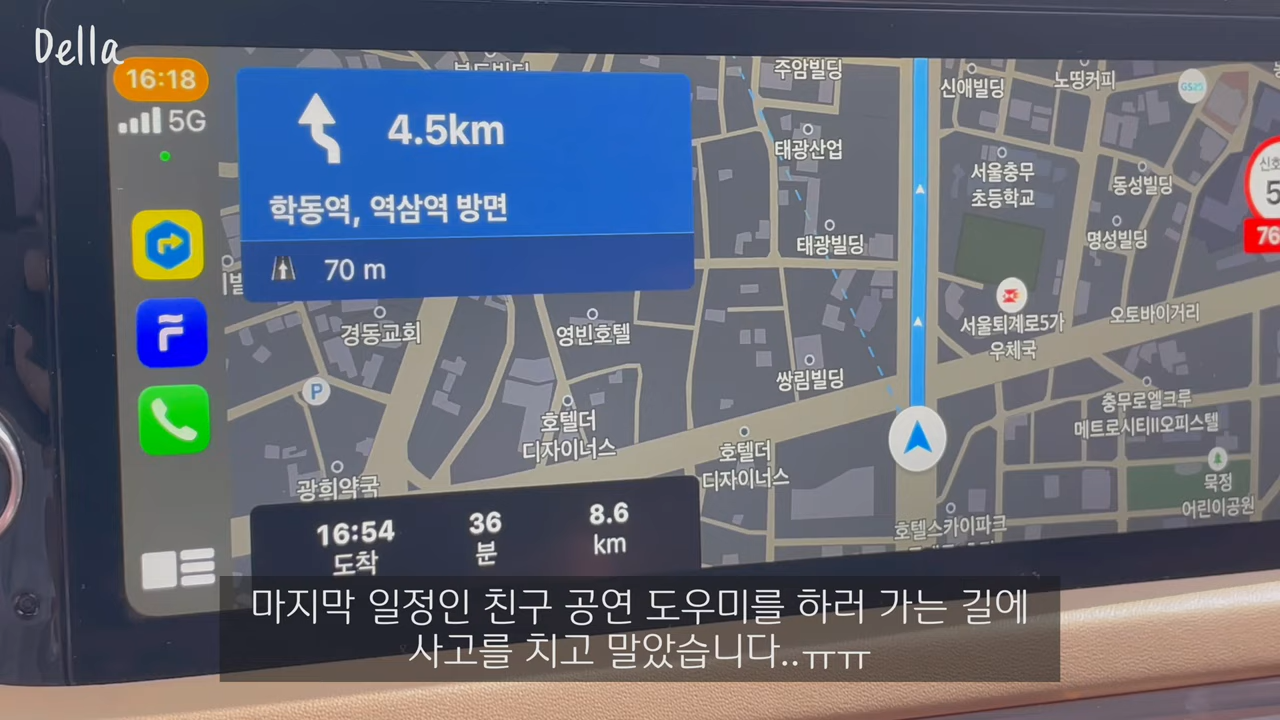 Della
16:18
5G
4.5km
학동역, 역삼역 방면
70 m
주암빌딩
신애빌딩
노띵커피
GS25
태광산업
서울충무
초등학교
동성빌딩
신호
5
76
태광빌딩
명성빌딩
경동교회
영빈호텔
서울퇴계로5가
우체국
오토바이거리
P
쌍림빌딩
호텔더
디자이너스
호텔더
디자이너스
충무로엘크루
메트로시티II오피스텔
광희약국
묵정
어린이공원
호텔스카이파크
16:54
도착
36
분
8.6
km
마지막 일정인 친구 공연 도우미를 하러 가는 길에
사고를 치고 말았습니다..ㅠㅠ